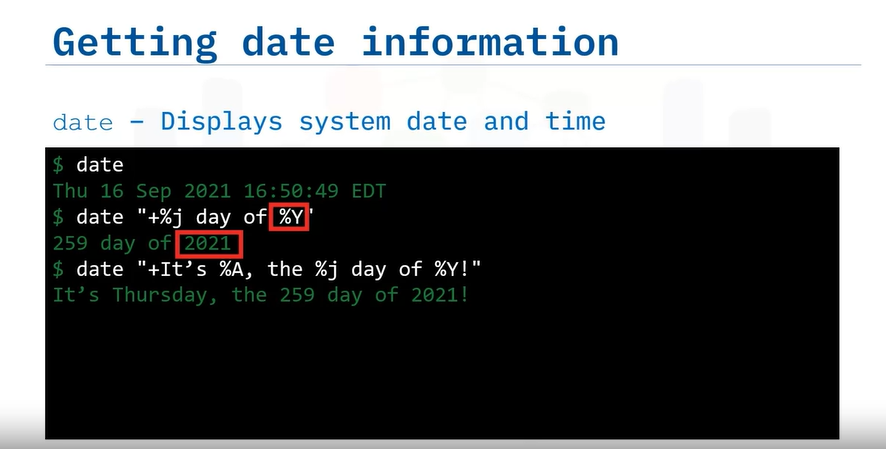 Getting date information
date – Displays system date and time
$ date
Thu 16 Sep 2021 16:50:49 EDT
$ date "+%j day of %Y"
259 day of 2021
$ date "+It’s %A, the %j day of %Y!"
It’s Thursday, the 259 day of 2021!